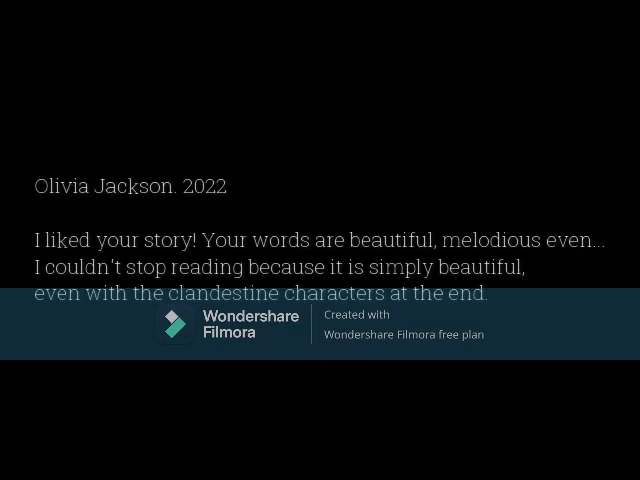 Olivia Jackson. 2022
I liked your story! Your words are beautiful, melodious even...
I couldn't stop reading because it is simply beautiful,
even with the clandestine characters at the end.
Wondershare
Filmora
Created with
Wondershare Filmora free plan